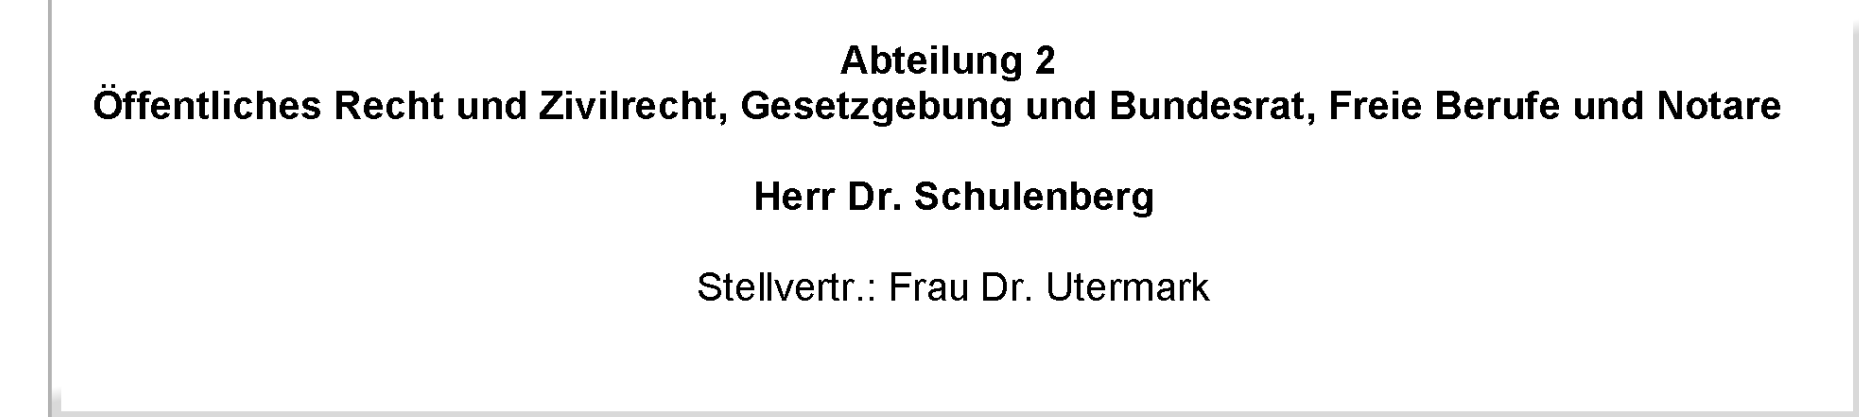 Abteilung 2
Öffentliches Recht und Zivilrecht, Gesetzgebung und Bundesrat, Freie Berufe und Notare
Herr Dr. Schulenberg
Stellvertr.: Frau Dr. Utermark